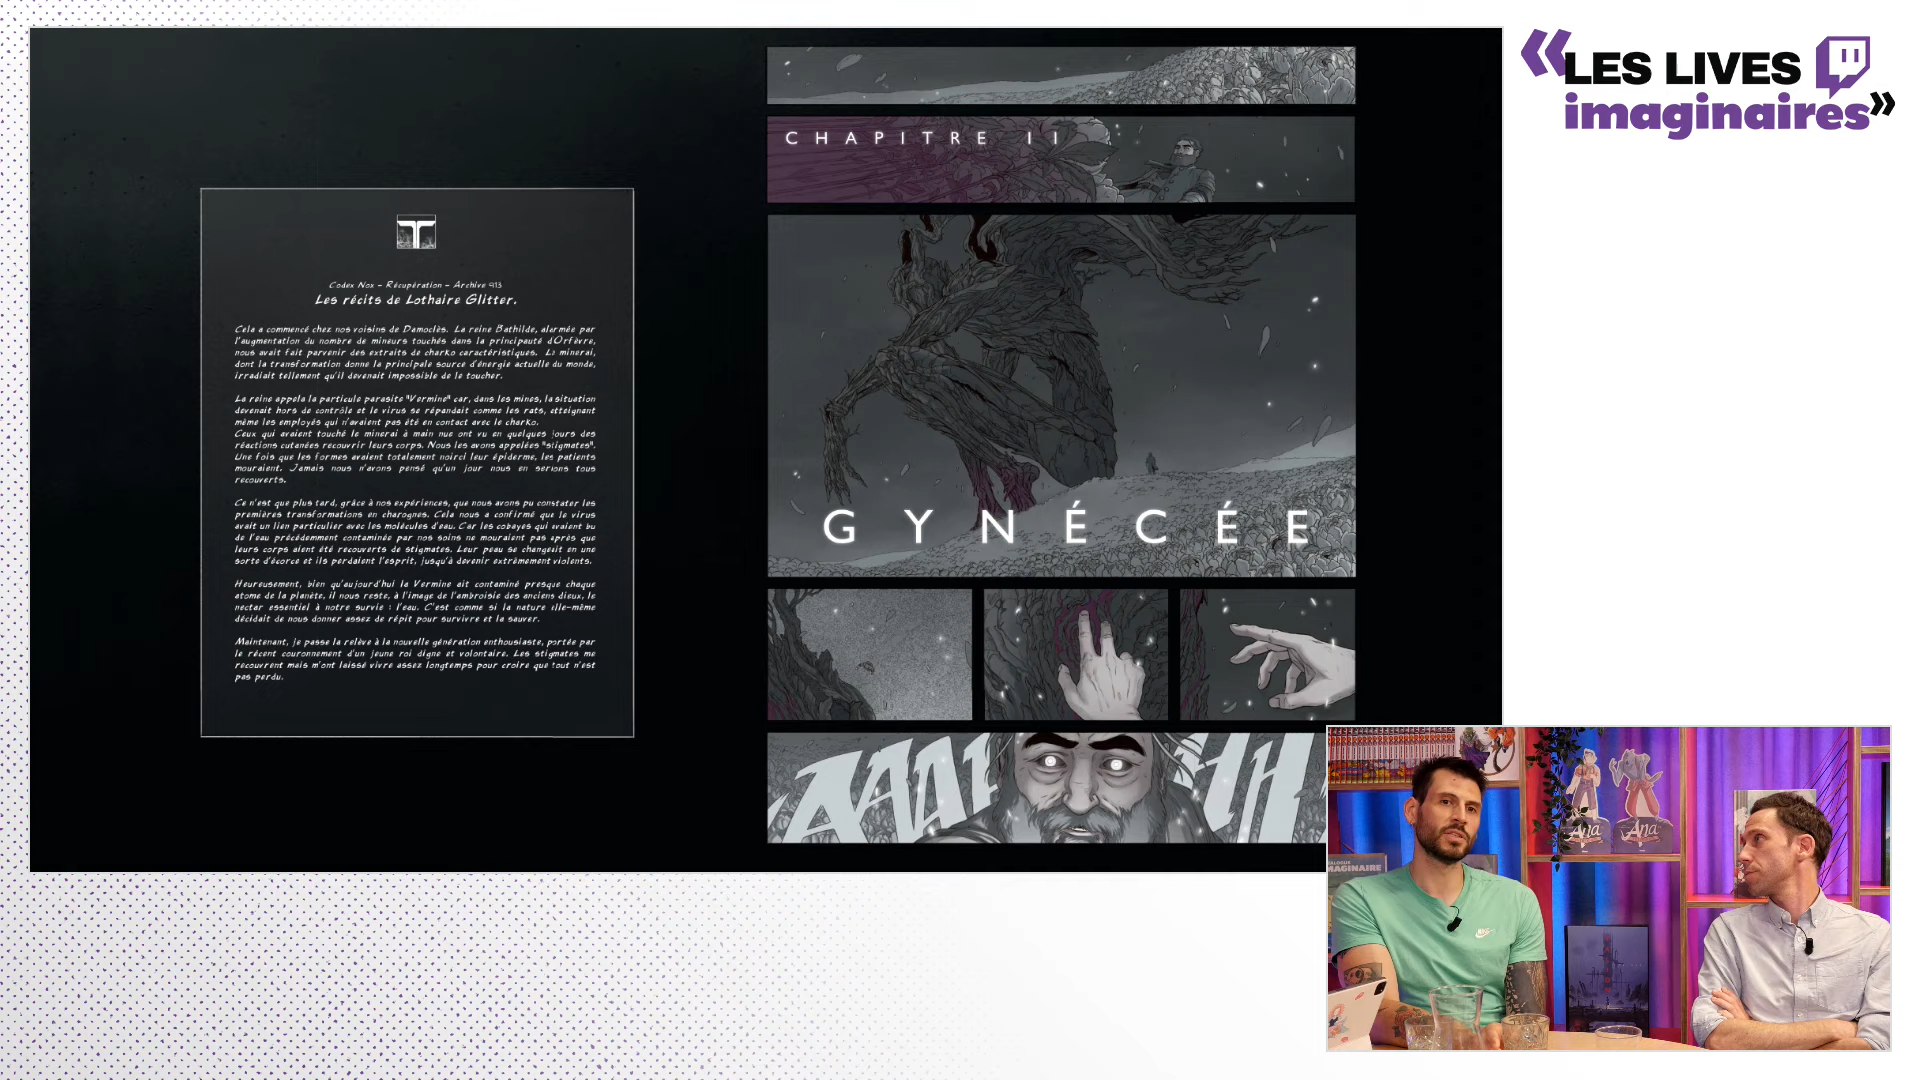 «LES LIVES
imaginaires»
CHAPITRE II
GYNÉCÉE
Codex Nox - Récupération - Archive 913
Les récits de Lothaire Glitter.
Cela a commencé chez nos voisins de Damoclès. La reine Bathilde, alarmée par
l'augmentation du nombre de mineurs touchés dans la principauté d'Orfèvre,
nous avait fait parvenir des extraits de charko caractéristiques. Le minerai,
dont la transformation donne la principale source d'énergie actuelle du monde,
irradiait tellement qu'il devenait impossible de le toucher.
La reine appela la particule parasite "Vermine" car, dans les mines, la situation
devenait hors de contrôle et le virus se répandait comme les rats, atteignant
même les employés qui n'avaient pas été en contact avec le charko.
Ceux qui avaient touché le minerai à main nue ont vu en quelques jours des
réactions cutanées recouvrir leurs corps. Nous les avons appelées "stigmates".
Une fois que les formes avaient totalement noirci leur épiderme, les patients
mouraient. Jamais nous n'avons pensé qu'un jour nous en serions tous
recouverts.
Ce n'est que plus tard, grâce à nos expériences, que nous avons pu constater les
premières transformations en charognes. Cela nous a confirmé que le virus
avait un lien particulier avec les molécules d'eau. Car les cobayes qui avaient bu
de l'eau précédemment contaminée par nos soins ne mouraient pas après que
leurs corps aient été recouverts de stigmates. Leur peau se changeait en une
sorte d'écorce et ils perdaient l'esprit, jusqu'à devenir extrêmement violents.
Heureusement, bien qu'aujourd'hui la Vermine ait contaminé presque chaque
atome de la planète, il nous reste, à l'image de l'ambroisie des anciens dieux, le
nectar essentiel à notre survie : l'eau. C'est comme si la nature elle-même
décidait de nous donner assez de répit pour survivre et la sauver.
Maintenant, je passe la relève à la nouvelle génération enthousiaste, portée par
le récent couronnement d'un jeune roi digne et volontaire. Les stigmates me
recouvrent mais m'ont laissé vivre assez longtemps pour croire que tout n'est
pas perdu.
Ana
Ana
IMAGINAIRE